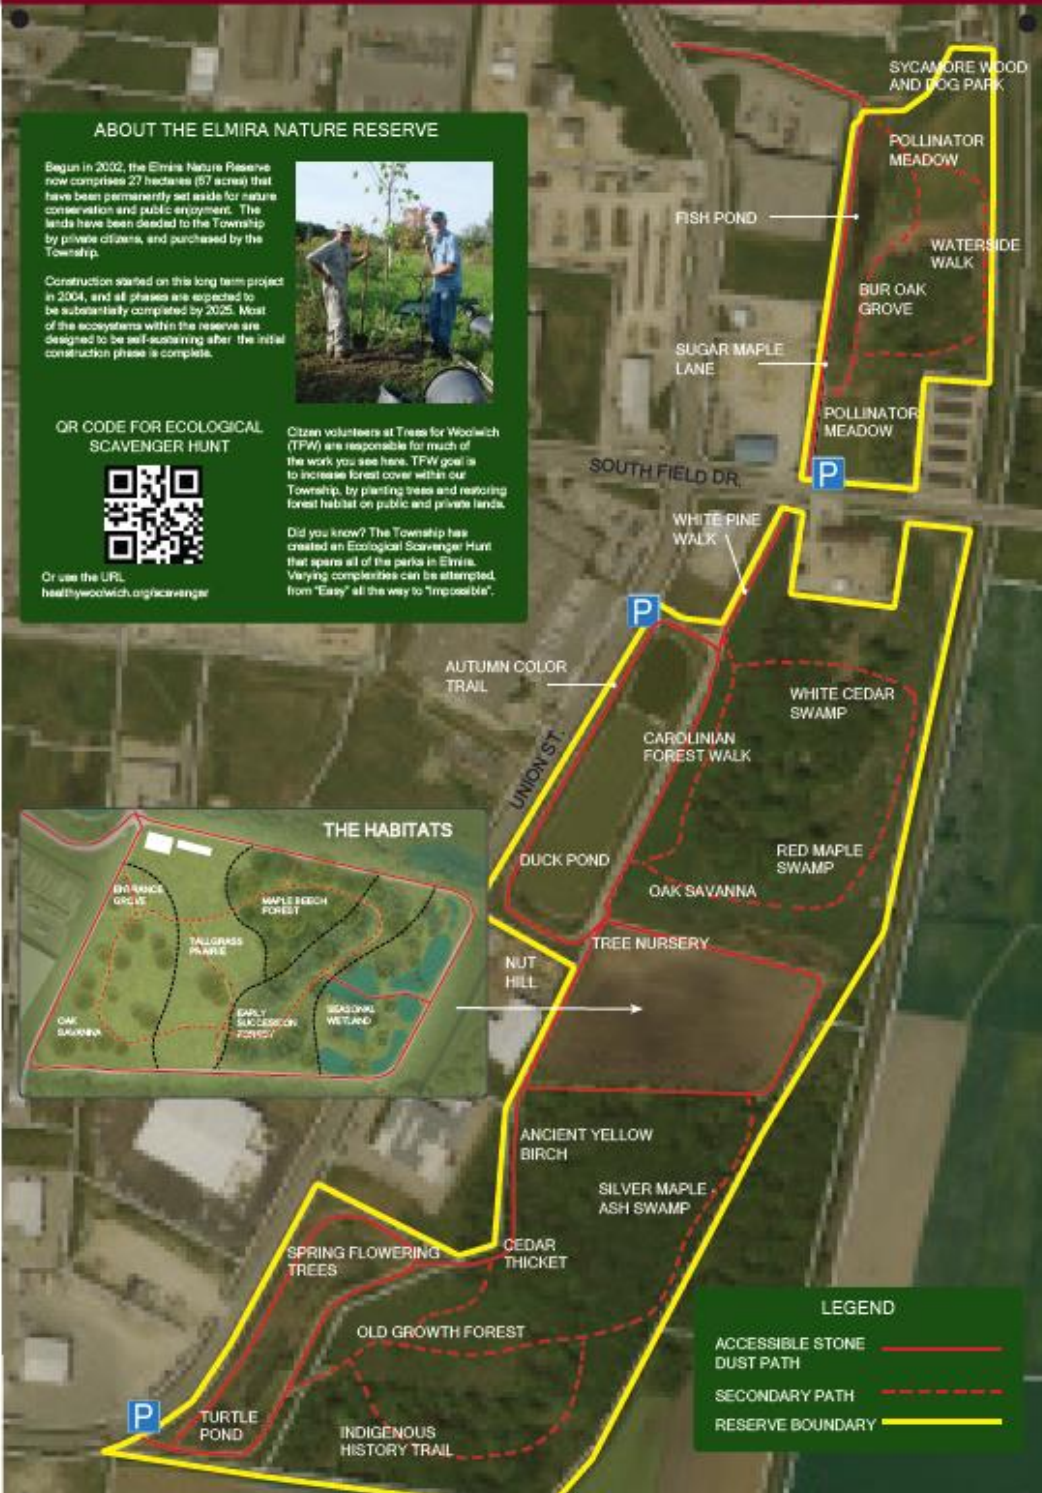 ABOUT THE ELMIRA NATURE RESERVE
Begun in 2002, the Elmira Nature Reserve
now comprises 27 hectares (67 acres) that
have been permanently set aside for nature
conservation and public enjoyment. The
lands have been deeded to the Township
by private citizens, and purchased by the
Township.
Construction started on this long term project
in 2004, and all phases are expected to
be substantially completed by 2025. Most
of the ecosystems within the reserve are
designed to be self-sustaining after the initial
construction phase is complete.
QR CODE FOR ECOLOGICAL
SCAVENGER HUNT
Or use the URL
healthywoolwich.org/scavenger
Citzen volunteers at Trees for Woolwich
(TFW) are responsible for much of
the work you see here. TFW goal is
to increase forest cover within our
Township, by planting trees and restoring
forest habitat on public and private lands.
Did you know? The Township has
created an Ecological Scavenger Hunt
that spans all of the parks in Elmira.
Varying complexities can be attempted,
from "Easy" all the way to "Impossible".
SYCAMORE WOOD
AND DOG PARK
POLLINATOR
MEADOW
FISH POND
WATERSIDE
WALK
BUR OAK
GROVE
SUGAR MAPLE
LANE
POLLINATOR
MEADOW
P
SOUTH FIELD DR.
WHITE PINE
WALK
P
AUTUMN COLOR
TRAIL
WHITE CEDAR
SWAMP
CAROLINIAN
FOREST WALK
UNION ST.
DUCK POND
RED MAPLE
SWAMP
OAK SAVANNA
TREE NURSERY
NUT
HILL
THE HABITATS
ENTRANCE
GROVE
MAPLE BEECH
FOREST
TALLGRASS
PRAIRIE
OAK
SAVANNA
EARLY
SUCCESSION
FOREST
SEASONAL
WETLAND
ANCIENT YELLOW
BIRCH
SILVER MAPLE -
ASH SWAMP
SPRING FLOWERING
TREES
CEDAR
THICKET
OLD GROWTH FOREST
P
TURTLE
POND
INDIGENOUS
HISTORY TRAIL
LEGEND
ACCESSIBLE STONE
DUST PATH
SECONDARY PATH
RESERVE BOUNDARY